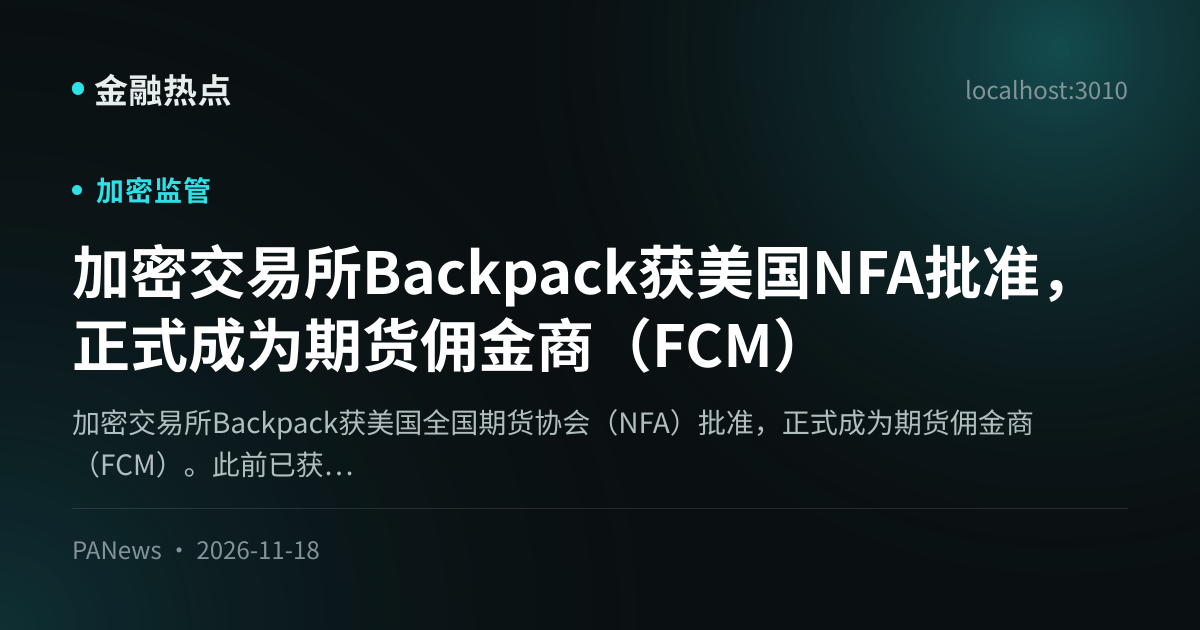 金融热点
localhost:3010
加密监管
加密交易所Backpack获美国NFA批准，
正式成为期货佣金商（FCM）
加密交易所Backpack获美国全国期货协会（NFA）批准，正式成为期货佣金商
（FCM）。此前已获…
PANews • 2026-11-18